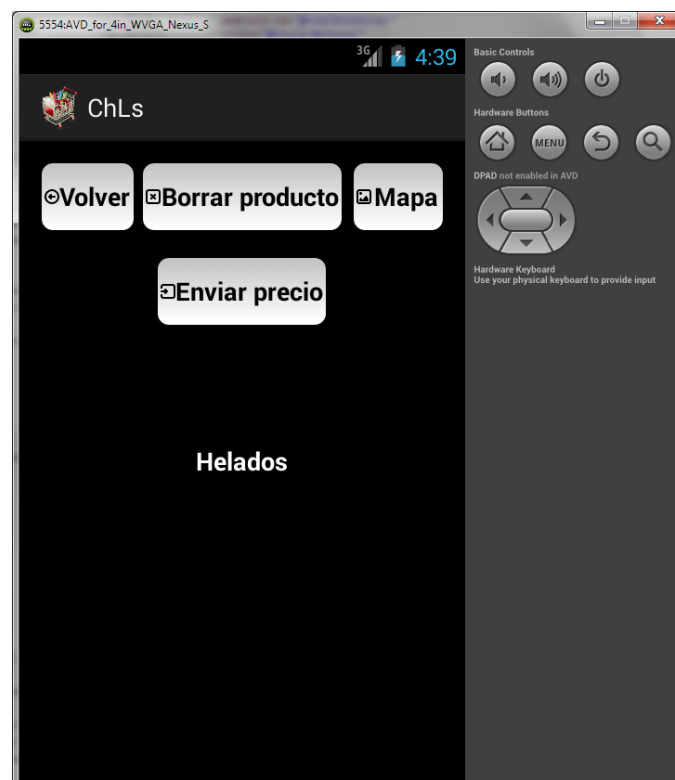 5554:AVD_for_4in_WVGA_Nexus_S
3G 4:39
ChLs
Volver Borrar producto Mapa
Enviar precio
Helados
Basic Controls
Hardware Buttons
MENU
DPAD not enabled in AVD
Hardware Keyboard
Use your physical keyboard to provide input